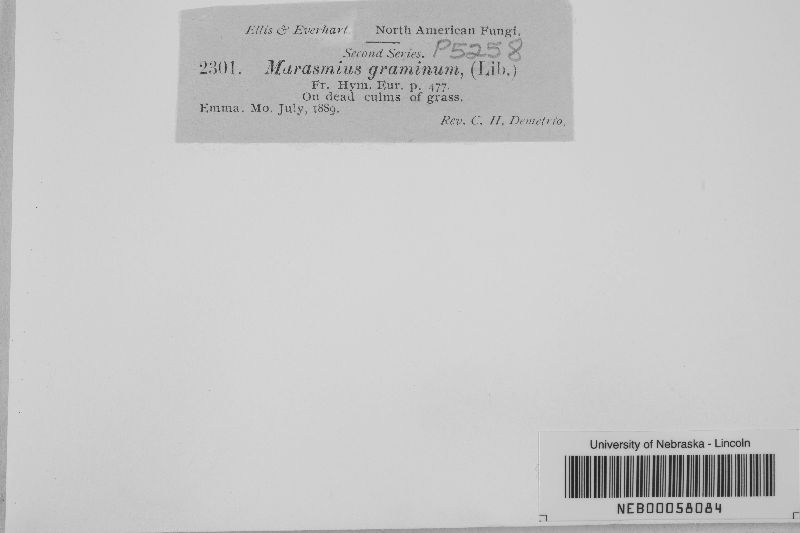 Ellis & Everhart. North American Fungi.
Second Series. P5258
2301. Marasmius graminum, (Lib.)
Fr. Hym. Eur. p. 477.
On dead culms of grass.
Emma. Mo. July, 1889.
Rev. C. H. Demetrio.
University of Nebraska - Lincoln
NEB00058084